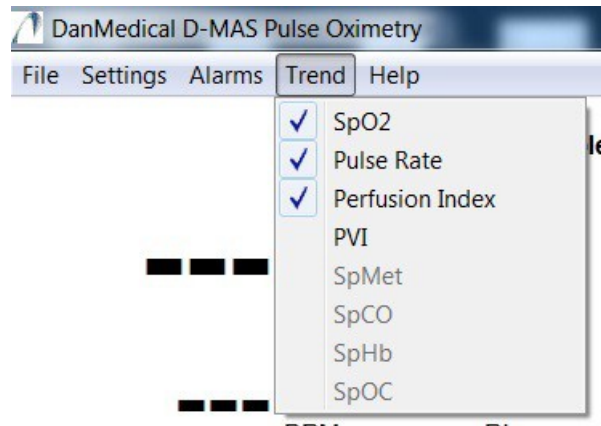 DanMedical D-MAS Pulse Oximetry
File Settings Alarms Trend Help
SpO2
Pulse Rate
Perfusion Index
PVI
SpMet
SpCO
SpHb
SpOC